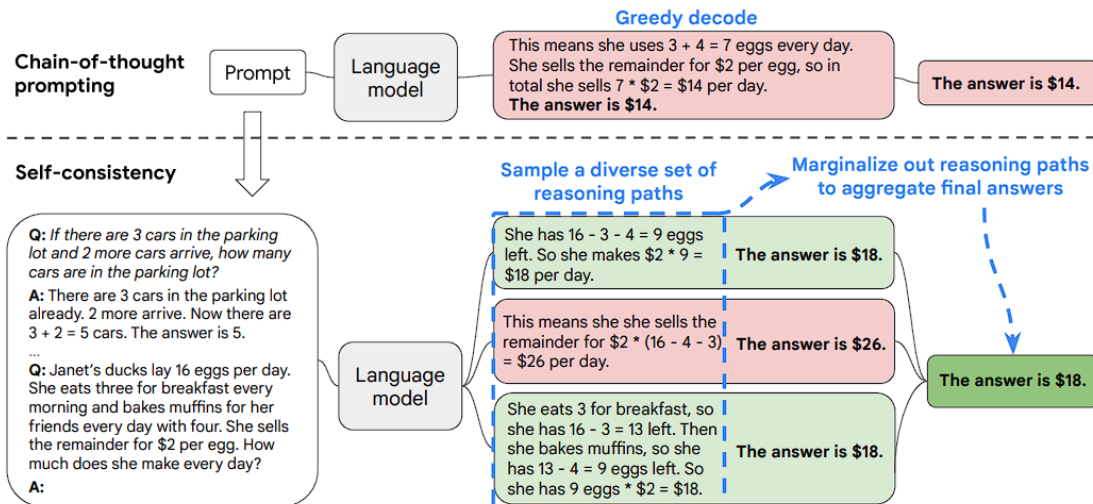 Greedy decode
Chain-of-thought
prompting
Prompt
Language
model
This means she uses 3 + 4 = 7 eggs every day.
She sells the remainder for $2 per egg, so in
total she sells 7 * $2 = $14 per day.
The answer is $14.
The answer is $14.
Self-consistency
Sample a diverse set of
reasoning paths
Marginalize out reasoning paths
to aggregate final answers
Q: If there are 3 cars in the parking
lot and 2 more cars arrive, how many
cars are in the parking lot?
A: There are 3 cars in the parking lot
already. 2 more arrive. Now there are
3 + 2 = 5 cars. The answer is 5.
...
Q: Janet's ducks lay 16 eggs per day.
She eats three for breakfast every
morning and bakes muffins for her
friends every day with four. She sells
the remainder for $2 per egg. How
much does she make every day?
A:
Language
model
She has 16 - 3 - 4 = 9 eggs
left. So she makes $2 * 9 =
$18 per day.
The answer is $18.
This means she she sells the
remainder for $2 * (16 - 4 - 3)
= $26 per day.
The answer is $26.
She eats 3 for breakfast, so
she has 16 - 3 = 13 left. Then
she bakes muffins, so she
has 13 - 4 = 9 eggs left. So
she has 9 eggs * $2 = $18.
The answer is $18.
The answer is $18.